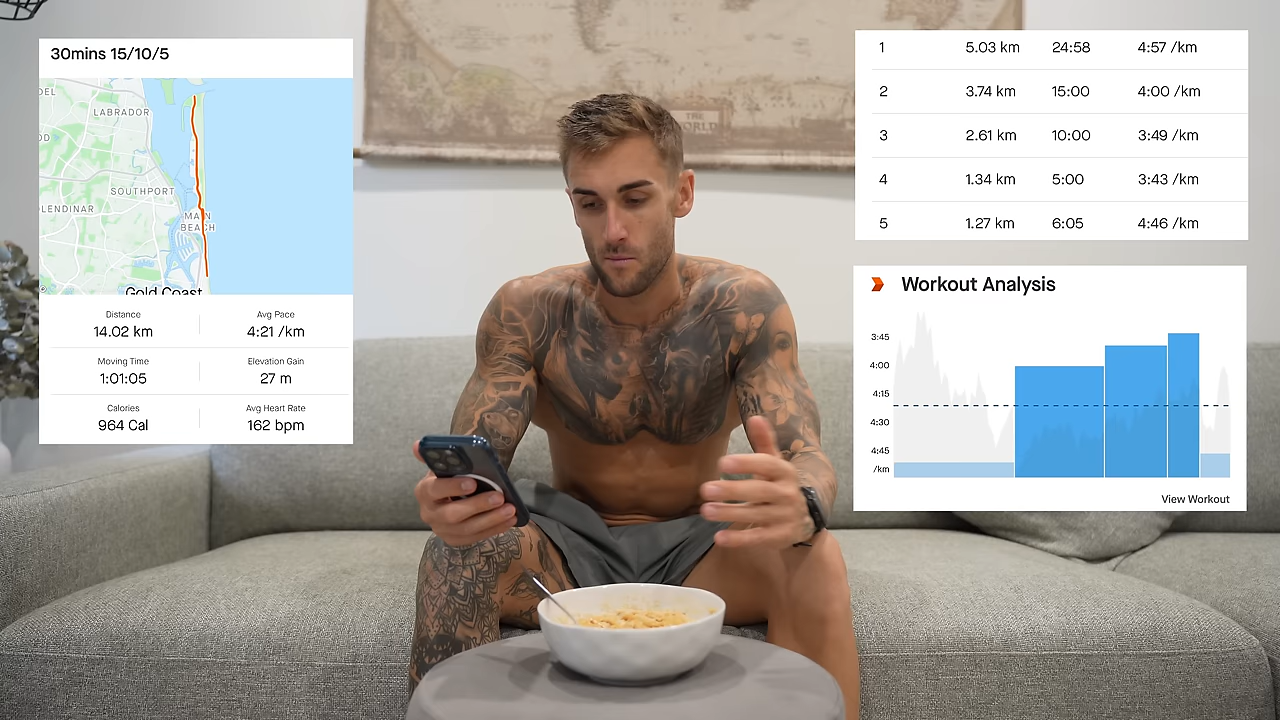 30mins 15/10/5
DEL
LABRADOR
OD
SOUTHPORT
LENDINAR
MAIN
BEACH
Gold Coast
Distance
14.02 km
Avg Pace
4:21 /km
Moving Time
1:01:05
Elevation Gain
27 m
Calories
964 Cal
Avg Heart Rate
162 bpm
THE
WORLD
1 5.03 km 24:58 4:57 /km
2 3.74 km 15:00 4:00 /km
3 2.61 km 10:00 3:49 /km
4 1.34 km 5:00 3:43 /km
5 1.27 km 6:05 4:46 /km
Workout Analysis
3:45
4:00
4:15
4:30
4:45
/km
View Workout